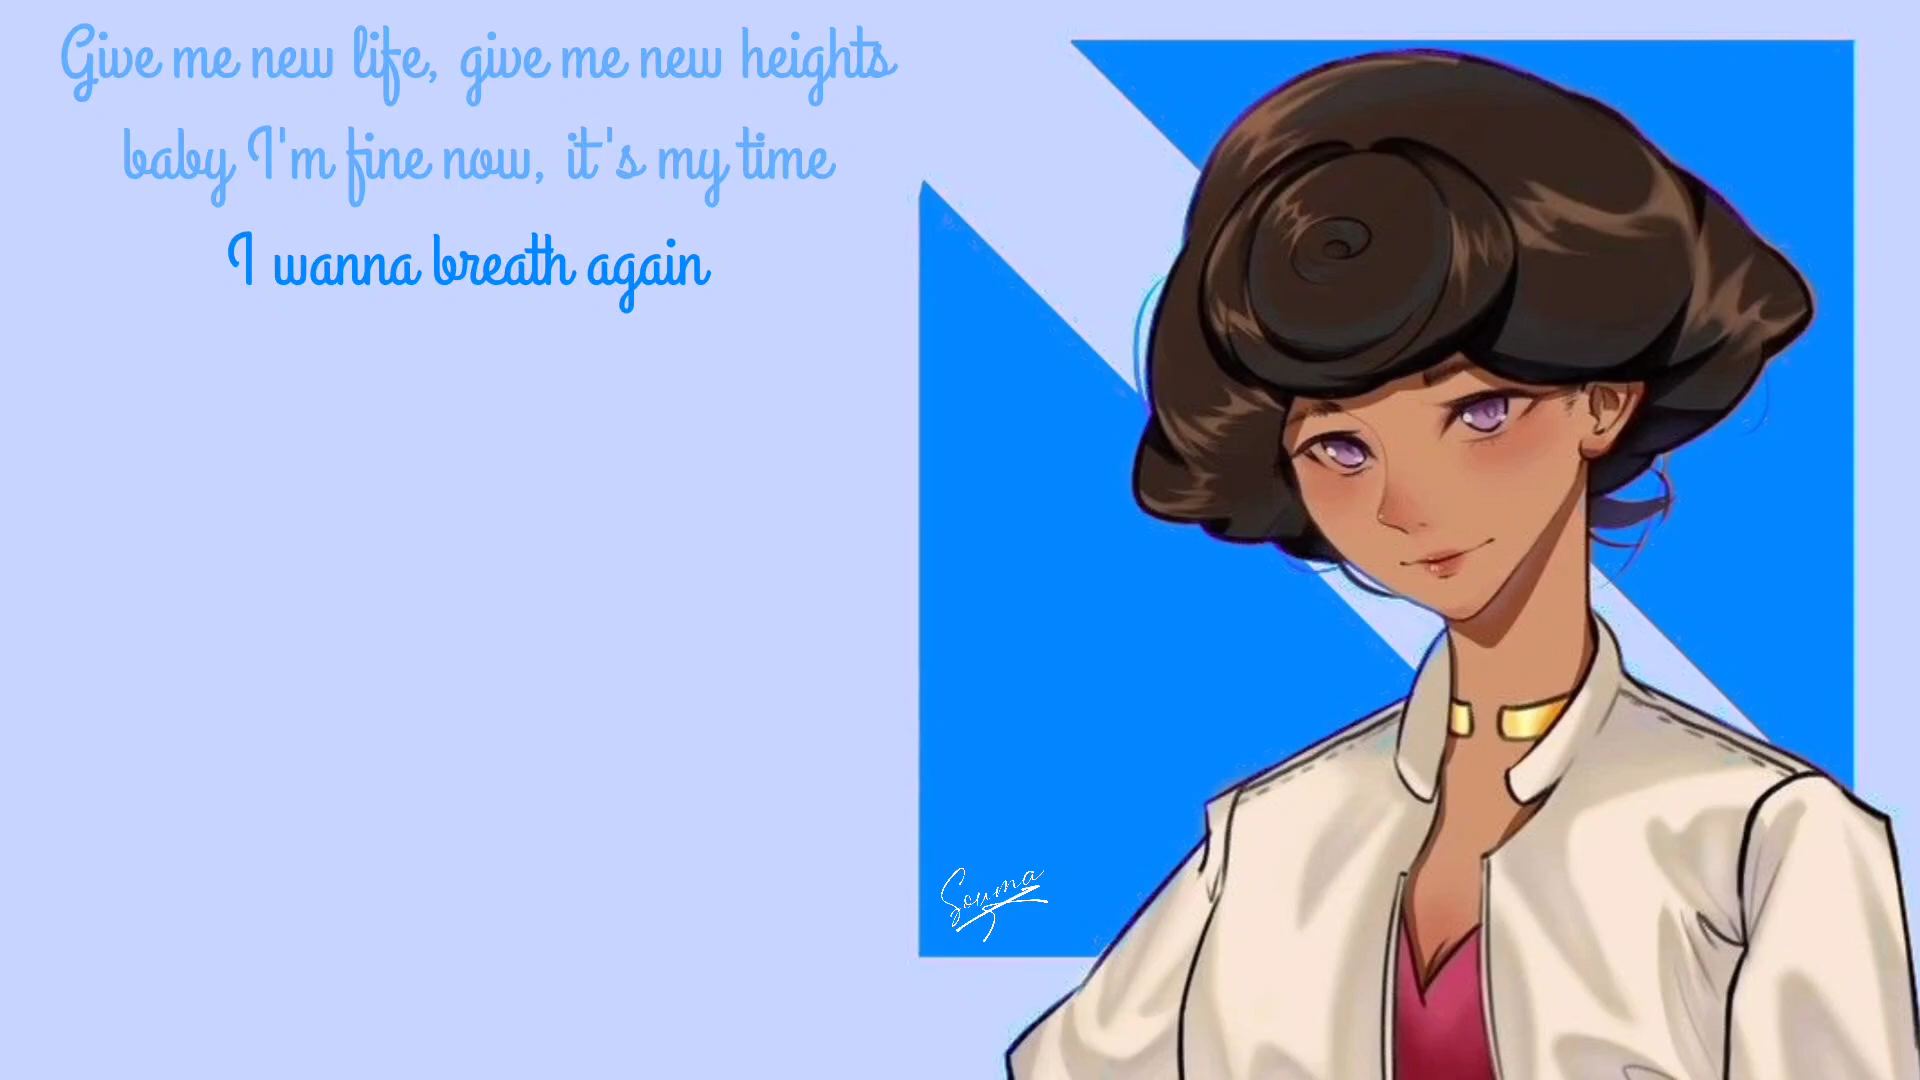 Give me new life, give me new heights
baby I'm fine now, it's my time
I wanna breath again
Souma